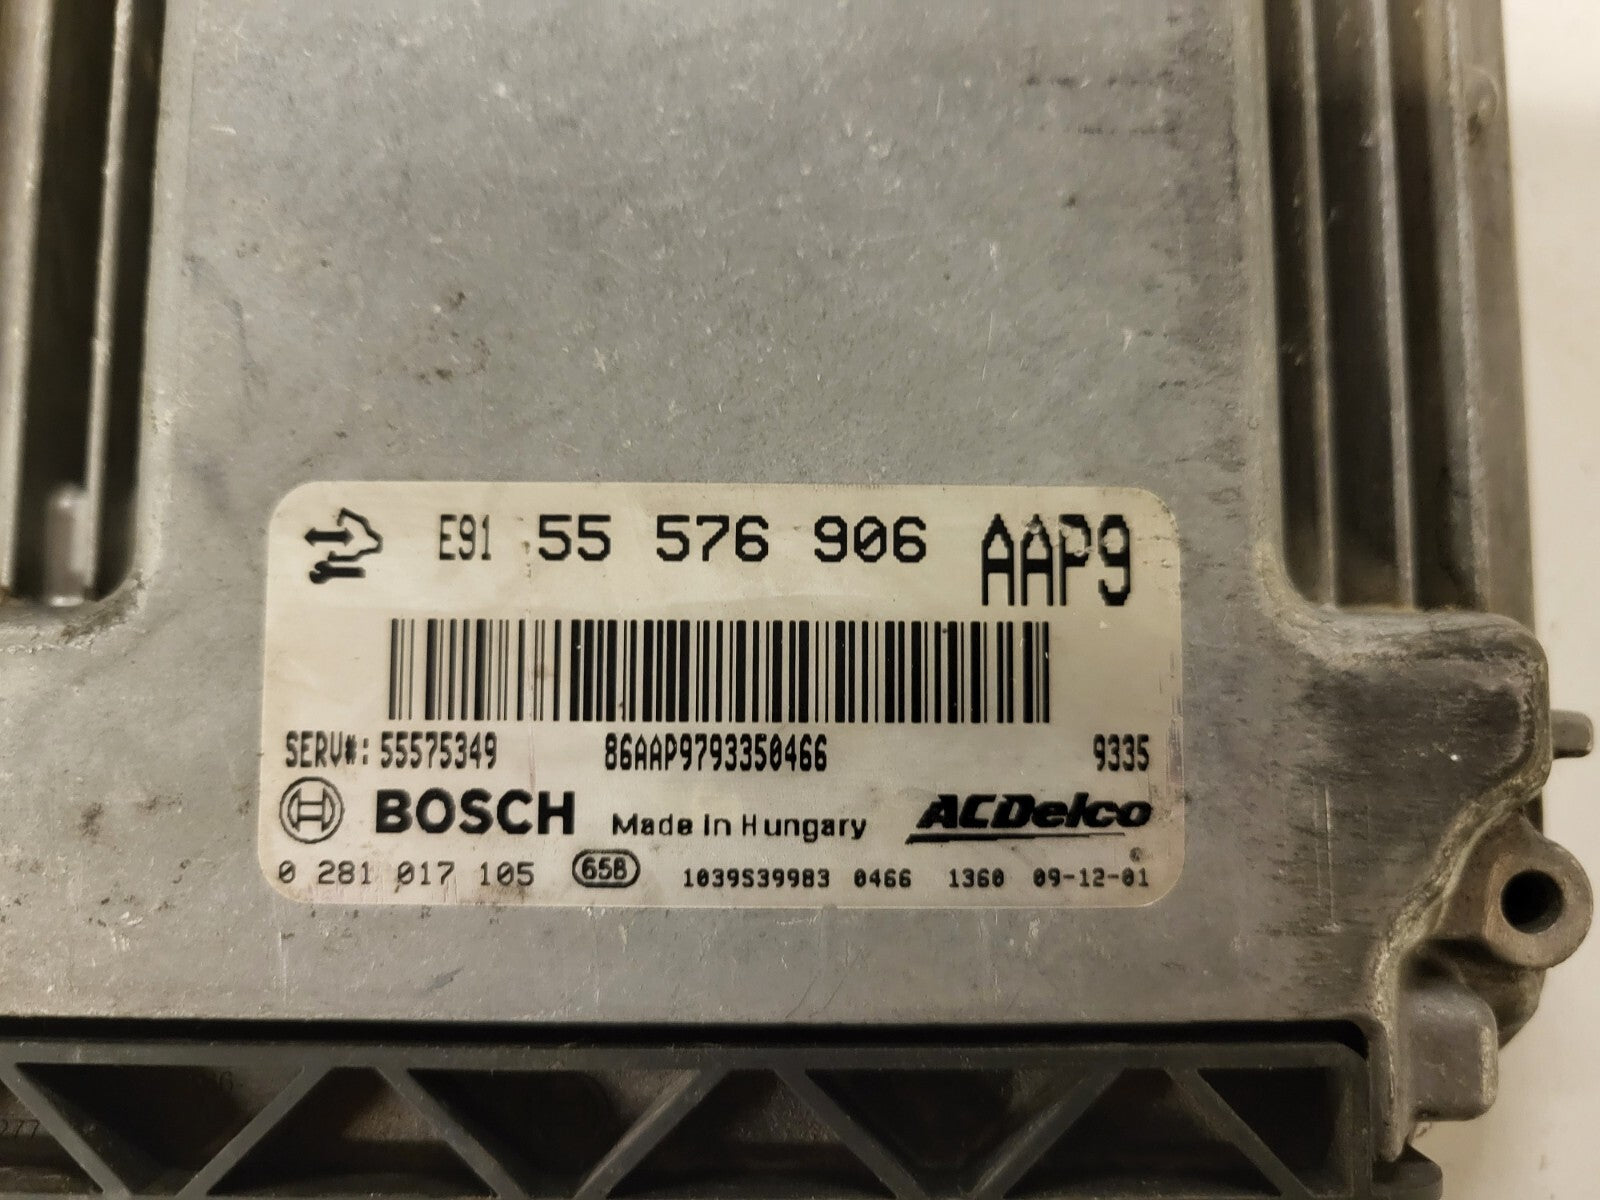 E91 55 576 906 AAP9
SERV#: 55575349 86AAP9793350466 9335
BOSCH Made in Hungary ACDelco
0 281 017 105 65B 1039S39983 0466 1360 09-12-01